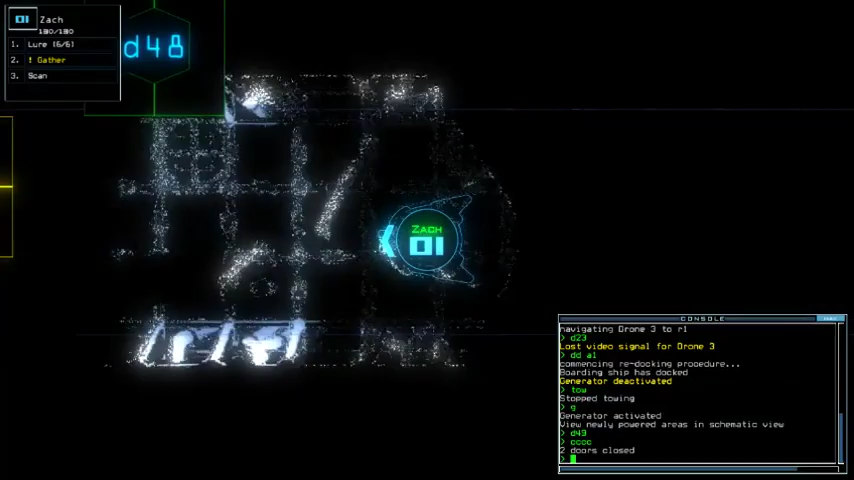 01 Zach
180/180
1. Lure [6/6]
2. ! Gather
3. Scan
d48
ZACH
01
CONSOLE
navigating Drone 3 to r1
> d23
Lost video signal for Drone 3
> dd a1
commencing re-docking procedure...
Boarding ship has docked
Generator deactivated
> tow
Stopped towing
> g
Generator activated
View newly powered areas in schematic view
> d49
> cccc
2 doors closed
>